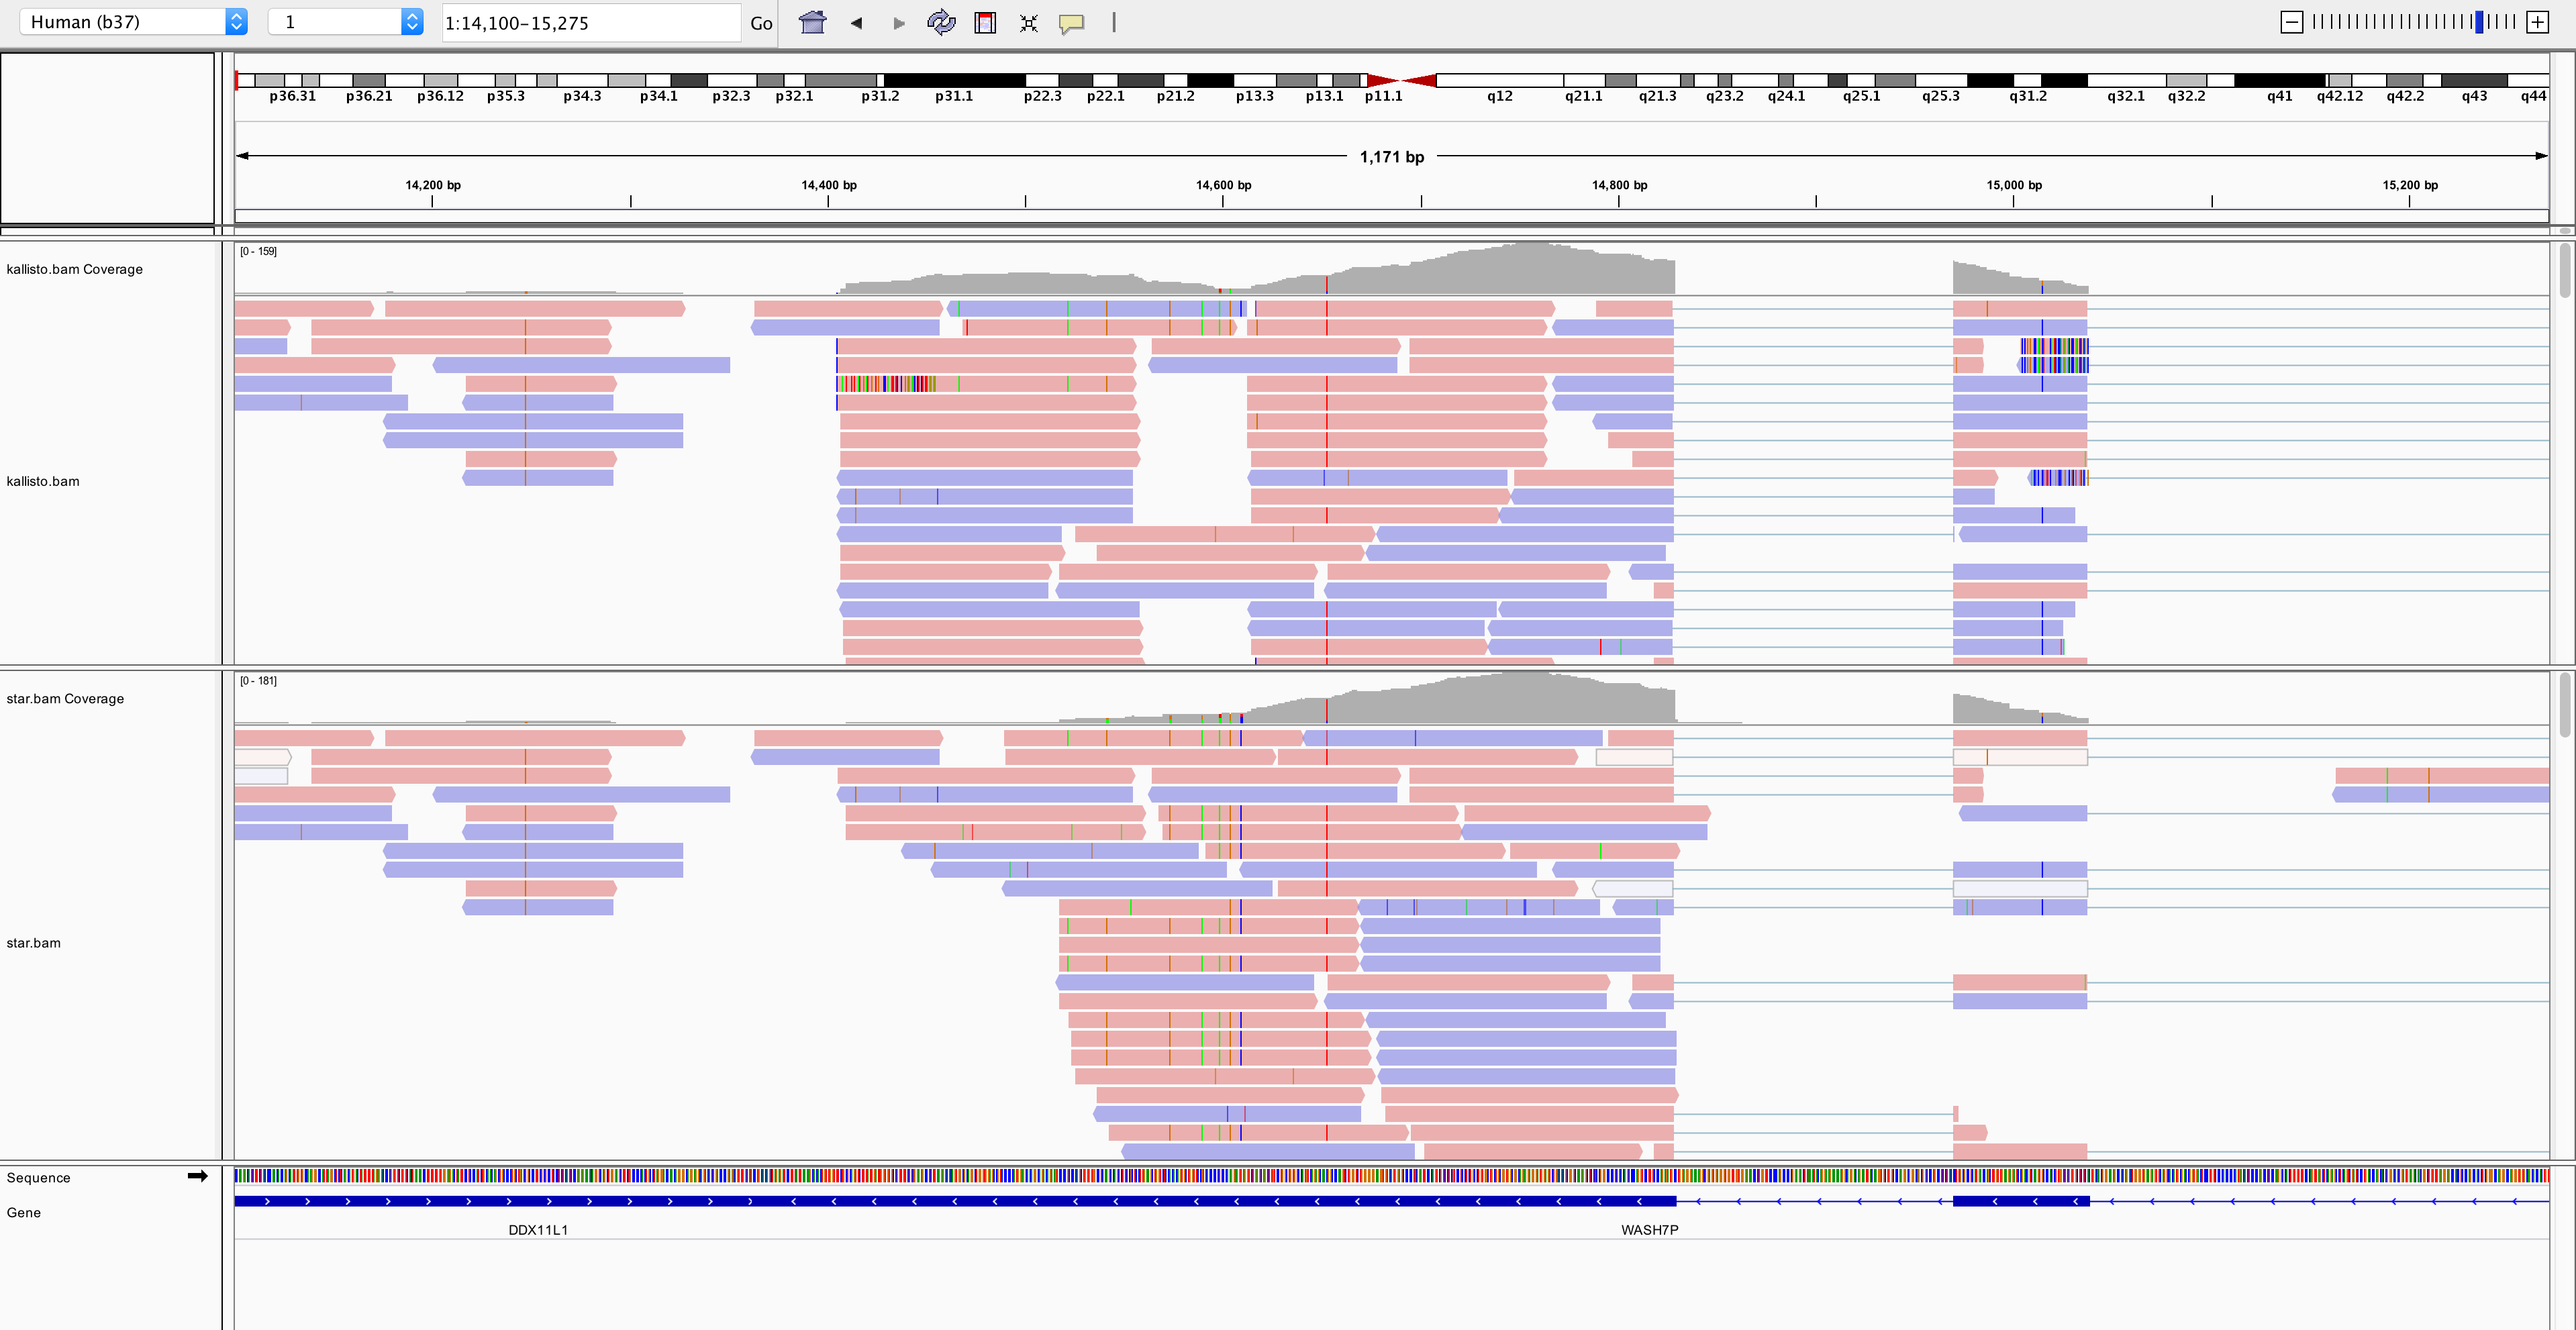 Human (b37) 1 1:14,100-15,275 Go
p36.31 p36.21 p36.12 p35.3 p34.3 p34.1 p32.3 p32.1 p31.2 p31.1 p22.3 p22.1 p21.2 p13.3 p13.1 p11.1 q12 q21.1 q21.3 q23.2 q24.1 q25.1 q25.3 q31.2 q32.1 q32.2 q41 q42.12 q42.2 q43 q44
1,171 bp
14,200 bp 14,400 bp 14,600 bp 14,800 bp 15,000 bp 15,200 bp
[0 - 159]
kallisto.bam Coverage
kallisto.bam
[0 - 181]
star.bam Coverage
star.bam
Sequence
Gene
DDX11L1 WASH7P